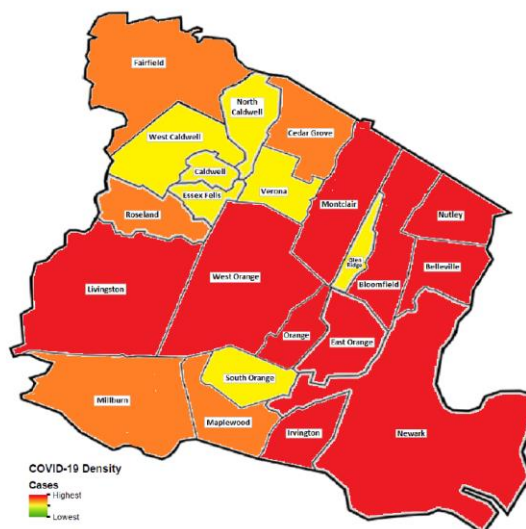 Fairfield
North
Caldwell
West Caldwell
Cedar Grove
Caldwell
Essex Fells
Verona
Roseland
Montclair
Nutley
Glen
Ridge
Belleville
West Orange
Bloomfield
Livingston
Orange
East Orange
South Orange
Millburn
Maplewood
Irvington
Newark
COVID-19 Density
Cases
Highest
Lowest